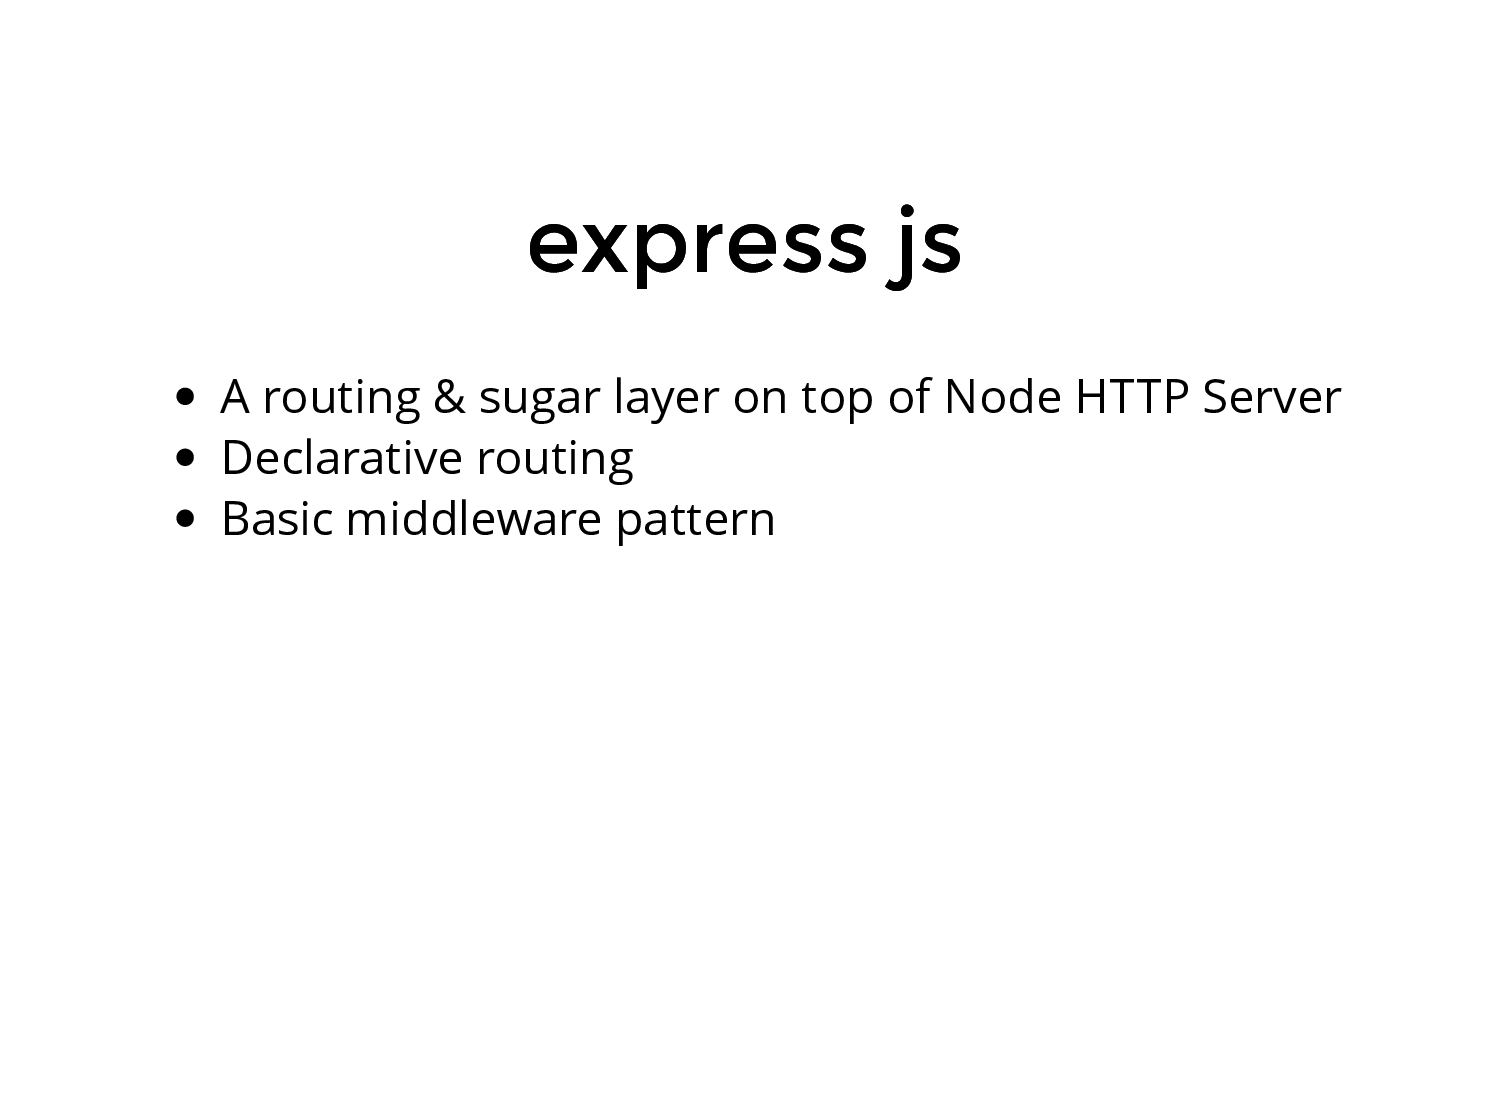 express js
A routing & sugar layer on top of Node HTTP Server
Declarative routing
Basic middleware pattern